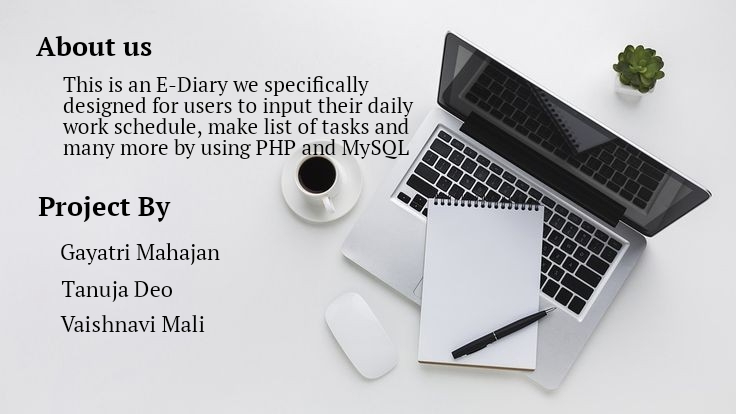 About us
This is an E-Diary we specifically
designed for users to input their daily
work schedule, make list of tasks and
many more by using PHP and MySQL
Project By
Gayatri Mahajan
Tanuja Deo
Vaishnavi Mali